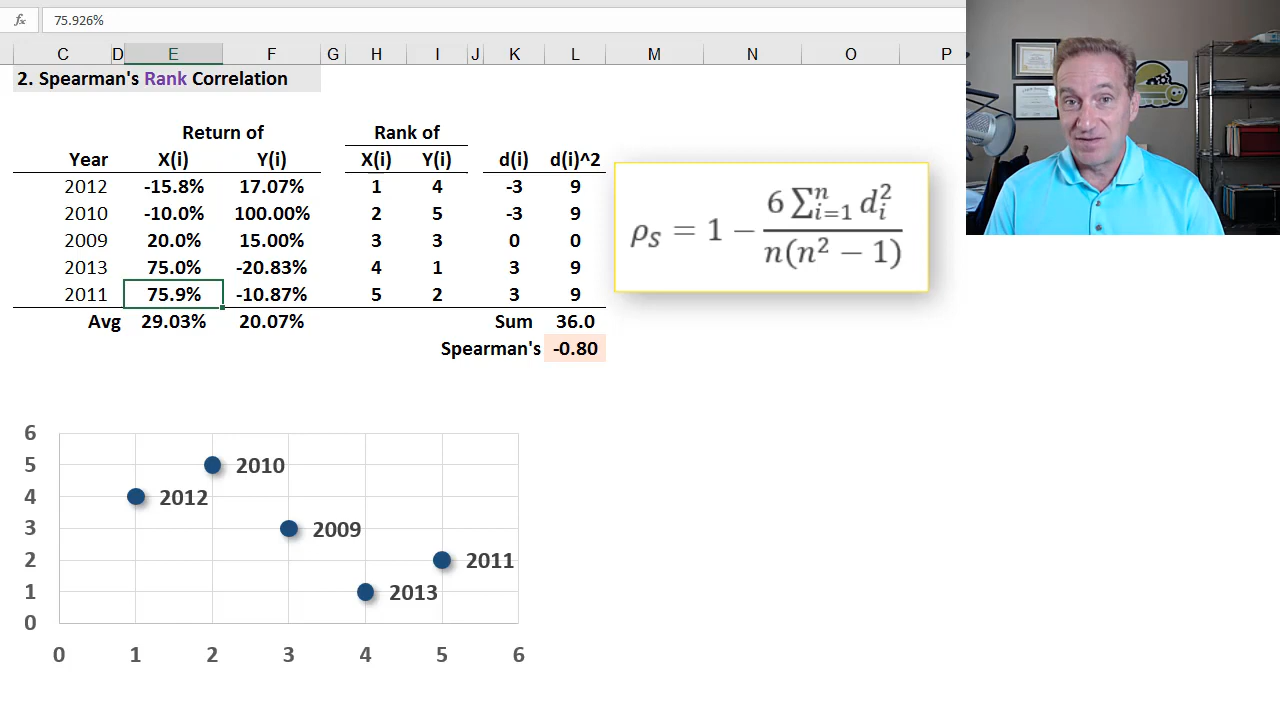 fx 75.926%
C D E F G H I J K L M N O P
2. Spearman's Rank Correlation
Return of Rank of
Year X(i) Y(i) X(i) Y(i) d(i) d(i)^2
2012 -15.8% 17.07% 1 4 -3 9
2010 -10.0% 100.00% 2 5 -3 9
2009 20.0% 15.00% 3 3 0 0
2013 75.0% -20.83% 4 1 3 9
2011 75.9% -10.87% 5 2 3 9
Avg 29.03% 20.07% Sum 36.0
Spearman's -0.80
ρ_S = 1 − 6 ∑_{i=1}^{n} d_i^2 / n(n² − 1)
6
5 2010
4 2012
3 2009
2 2011
1 2013
0
0 1 2 3 4 5 6